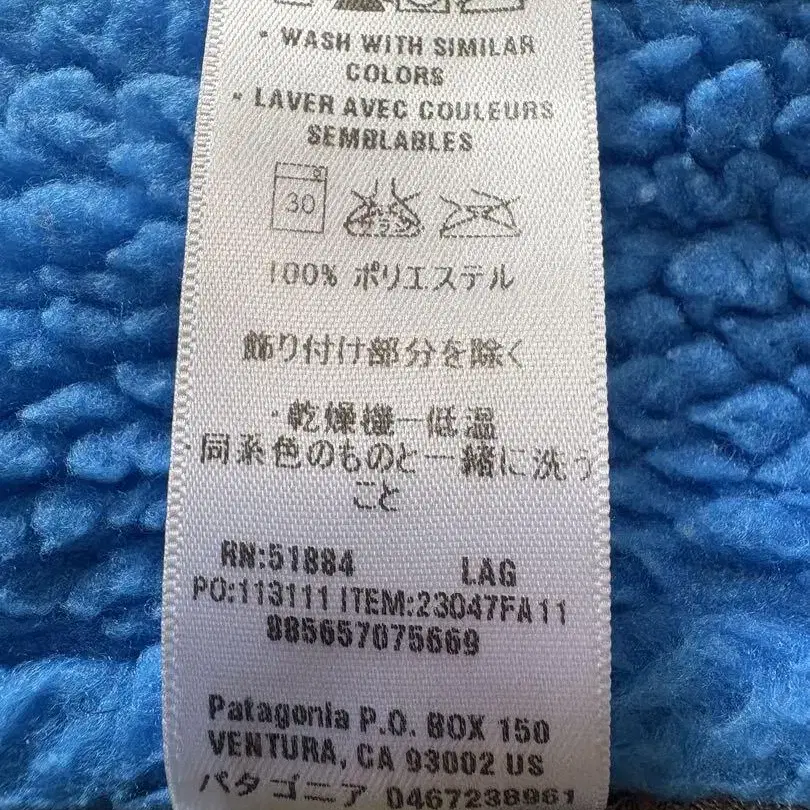 • WASH WITH SIMILAR
COLORS
• LAVER AVEC COULEURS
SEMBLABLES
30
100% ポリエステル
飾り付け部分を除く
・乾燥機ー低温
・同系色のものと一緒に洗う
こと
RN:51884 LAG
PO:113111 ITEM:23047FA11
885657075669
Patagonia P.O. BOX 150
VENTURA, CA 93002 US
パタゴニア 0467238961